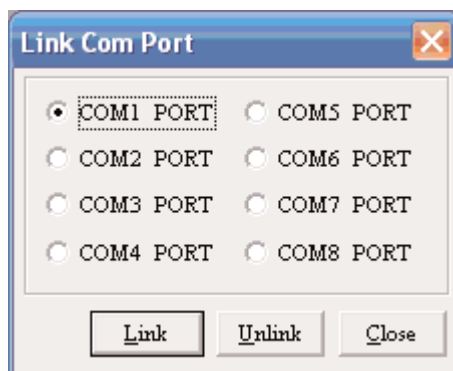 Link Com Port
COM1 PORT COM5 PORT
COM2 PORT COM6 PORT
COM3 PORT COM7 PORT
COM4 PORT COM8 PORT
Link Unlink Close